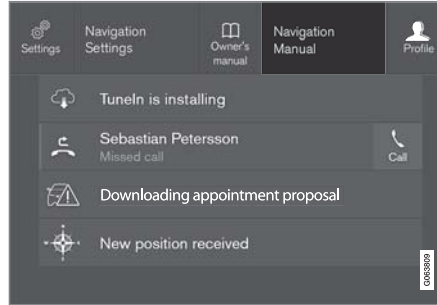 Settings
Navigation
Settings
Owner's
manual
Navigation
Manual
Profile
TuneIn is installing
Sebastian Petersson
Missed call
Call
Downloading appointment proposal
New position received
G063809